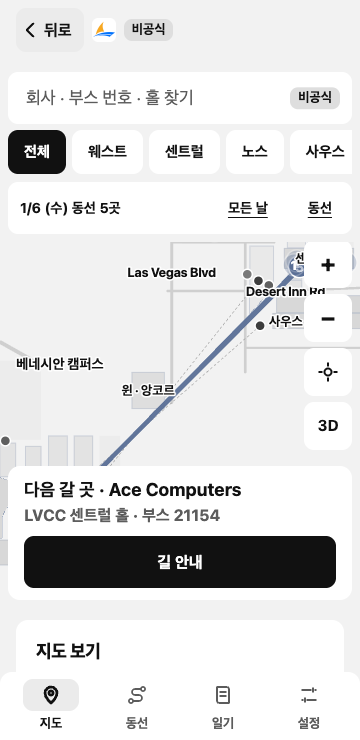 뒤로 비공식
회사 · 부스 번호 · 홀 찾기 비공식
전체 웨스트 센트럴 노스 사우스
1/6 (수) 동선 5곳 모든 날 동선
Las Vegas Blvd
Desert Inn Rd
사우스
베네시안 캠퍼스
윈 · 앙코르
+
−
3D
다음 갈 곳 · Ace Computers
LVCC 센트럴 홀 · 부스 21154
길 안내
지도 보기
지도 동선 일기 설정